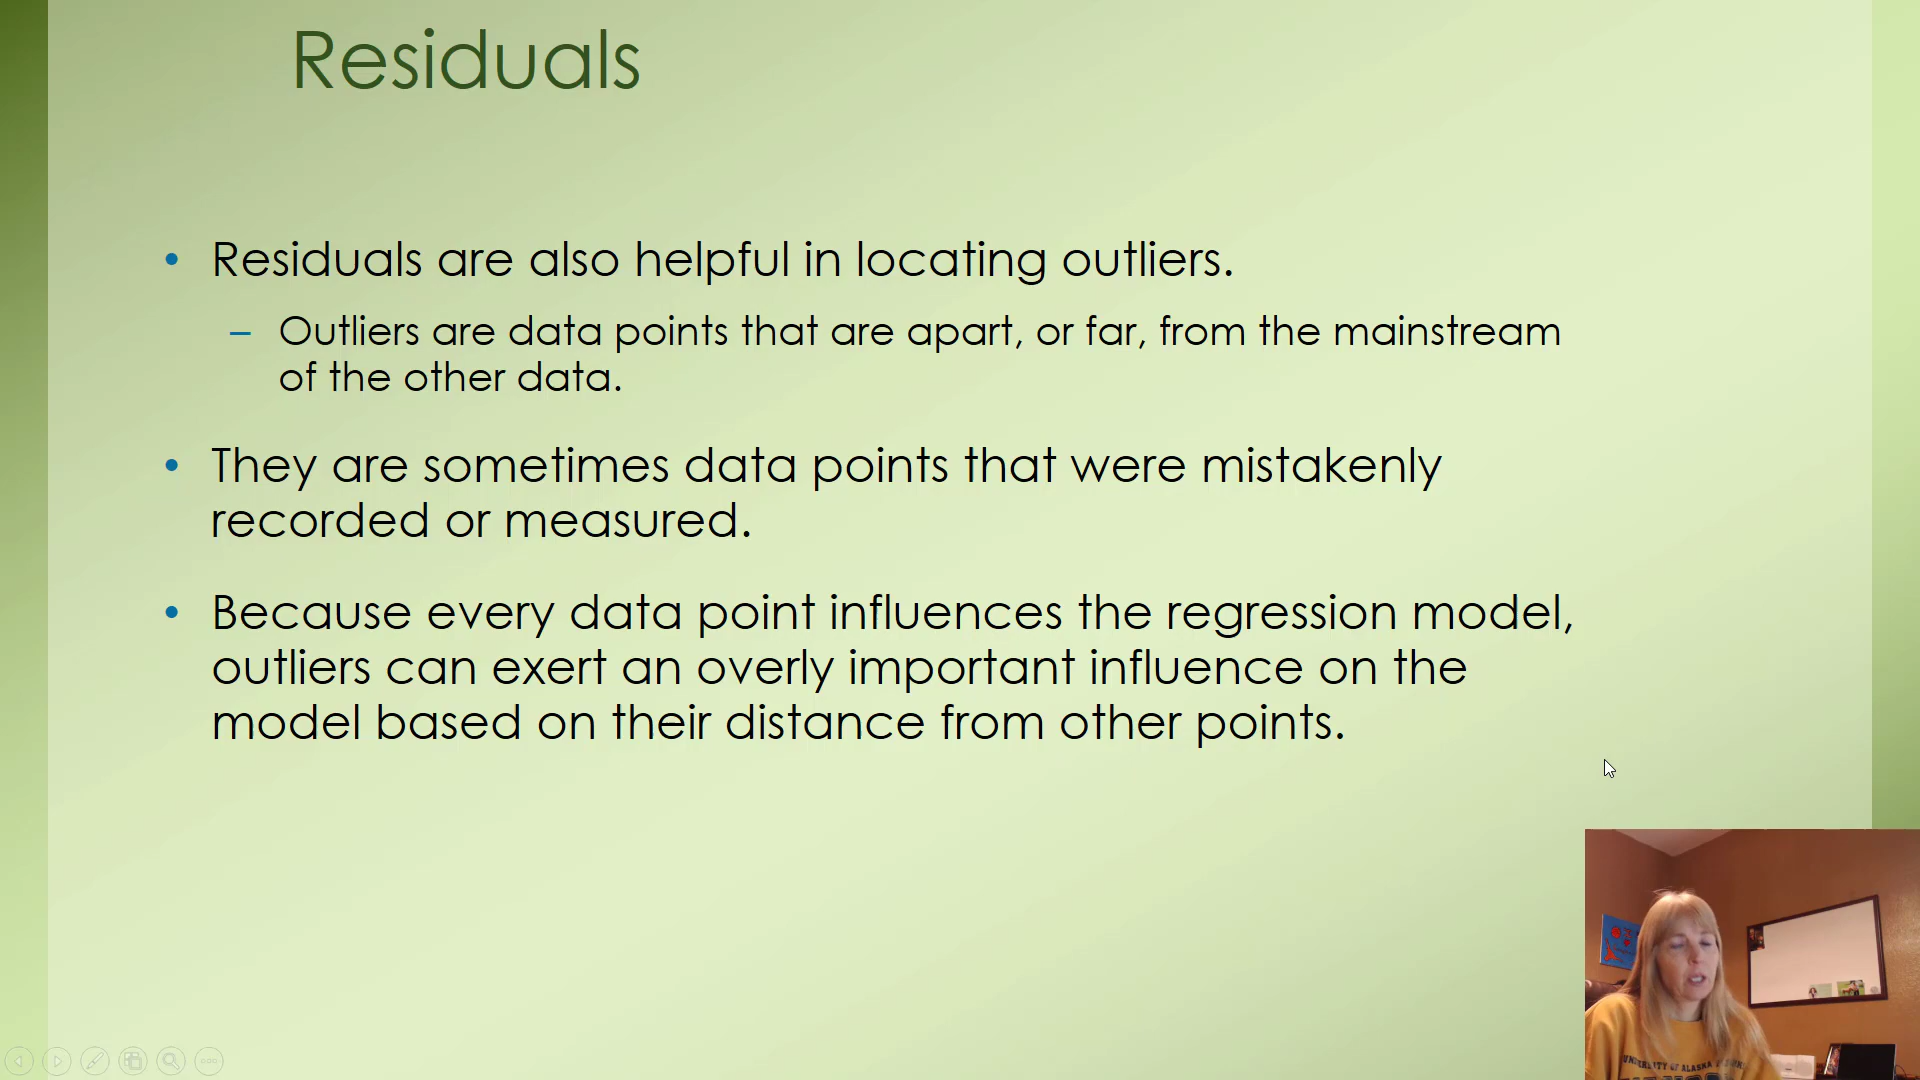 Residuals
• Residuals are also helpful in locating outliers.
– Outliers are data points that are apart, or far, from the mainstream
of the other data.
• They are sometimes data points that were mistakenly
recorded or measured.
• Because every data point influences the regression model,
outliers can exert an overly important influence on the
model based on their distance from other points.
UNIVERSITY OF ALASKA